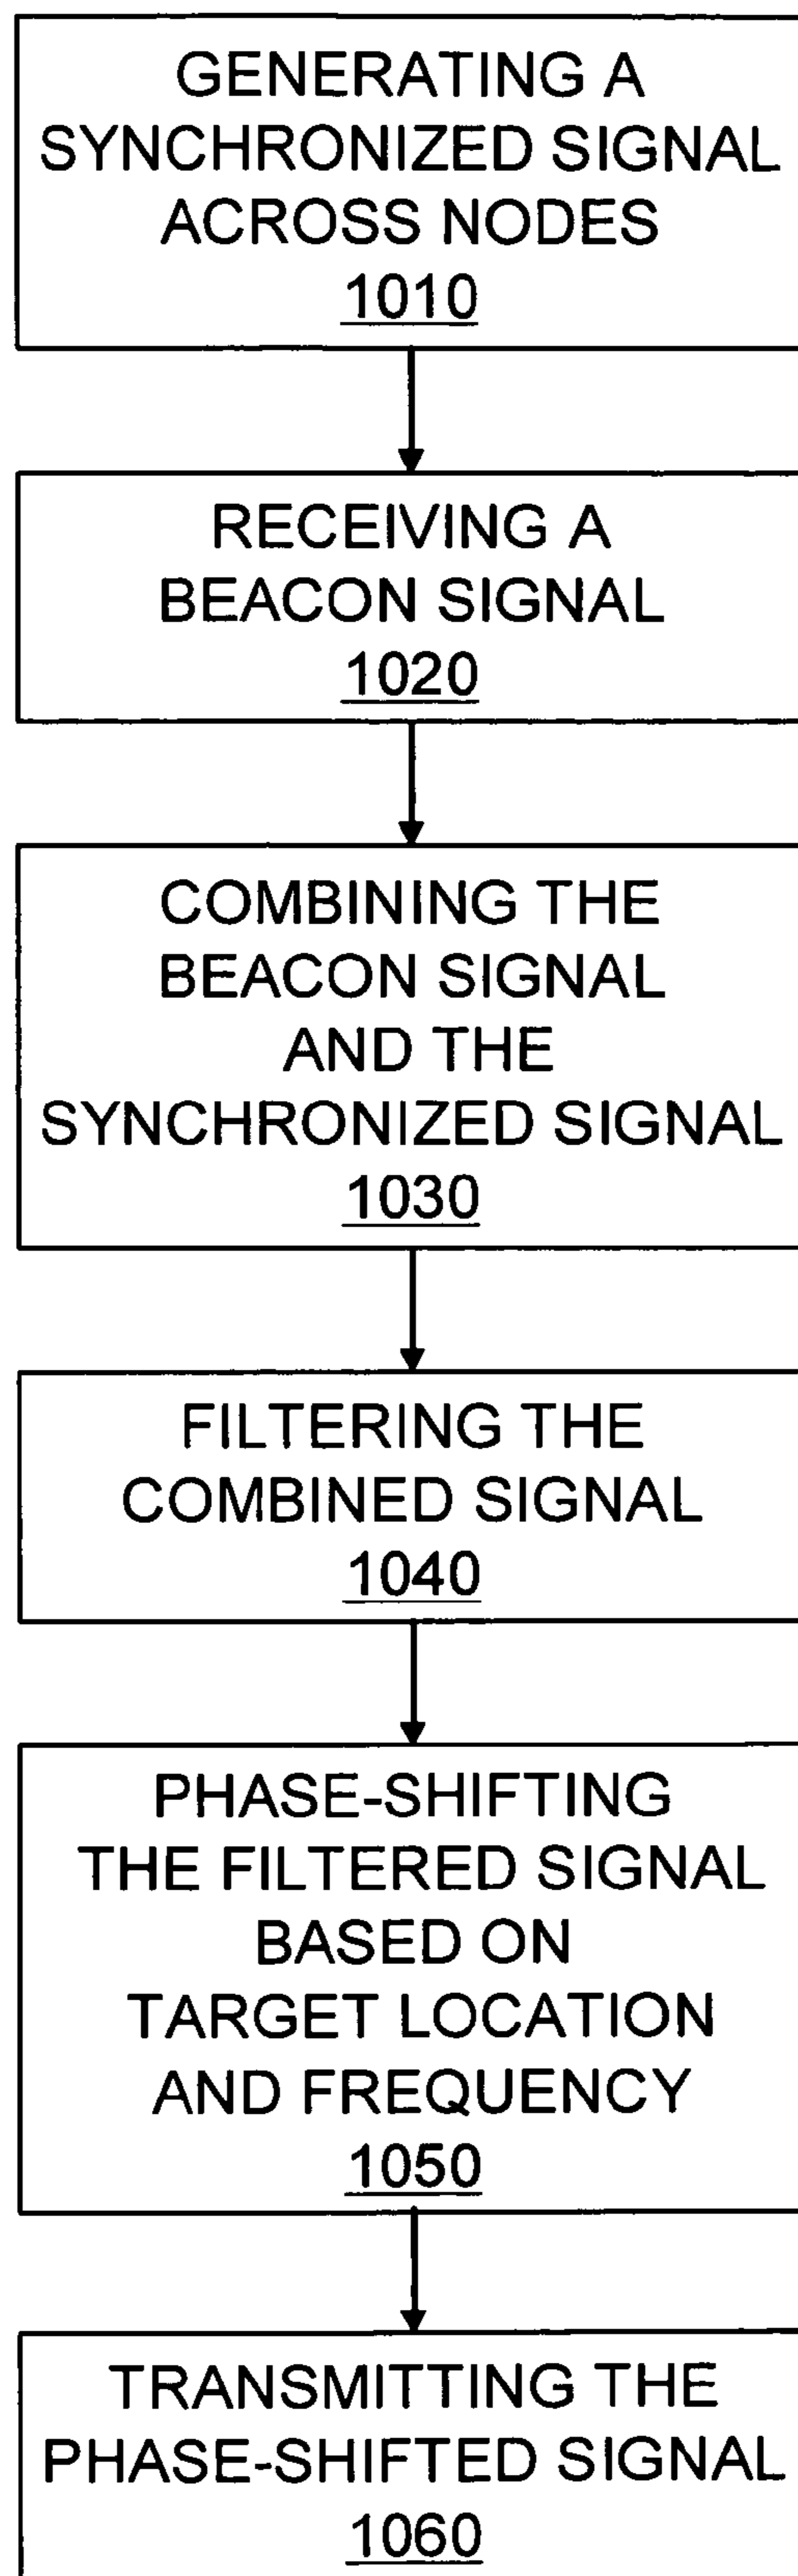 GENERATING A
SYNCHRONIZED SIGNAL
ACROSS NODES
1010
RECEIVING A
BEACON SIGNAL
1020
COMBINING THE
BEACON SIGNAL
AND THE
SYNCHRONIZED SIGNAL
1030
FILTERING THE
COMBINED SIGNAL
1040
PHASE-SHIFTING
THE FILTERED SIGNAL
BASED ON
TARGET LOCATION
AND FREQUENCY
1050
TRANSMITTING THE
PHASE-SHIFTED SIGNAL
1060